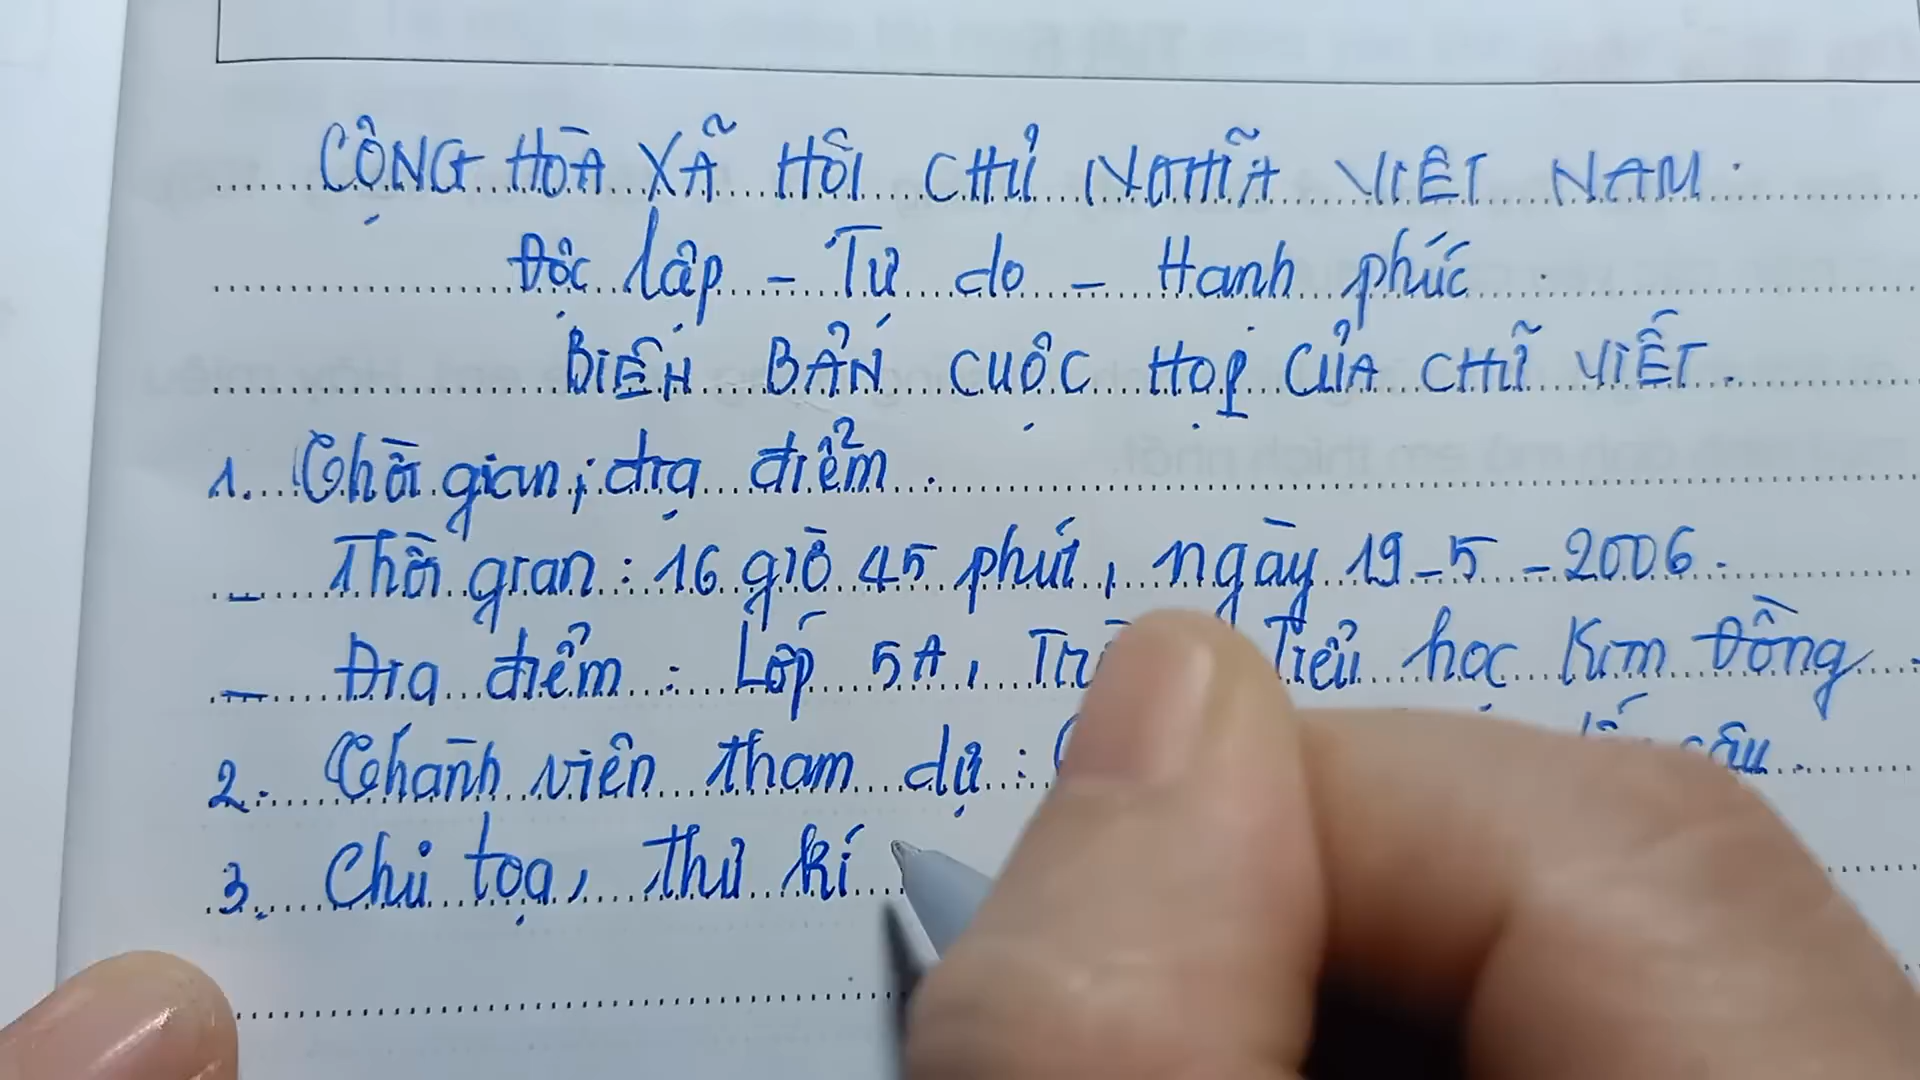 CỘNG HÒA XÃ HỘI CHỦ NGHĨA VIỆT NAM.
Độc lập - Tự do - Hạnh phúc
BIÊN BẢN CUỘC HỌP CỦA CHỮ VIẾT.
1. Thời gian, địa điểm.
- Thời gian: 16 giờ 45 phút, ngày 19-5-2006.
- Địa điểm: Lớp 5A, Tiểu học Kim Đồng.
2. Thành viên tham dự: câu.
3. Chủ tọa, thư kí